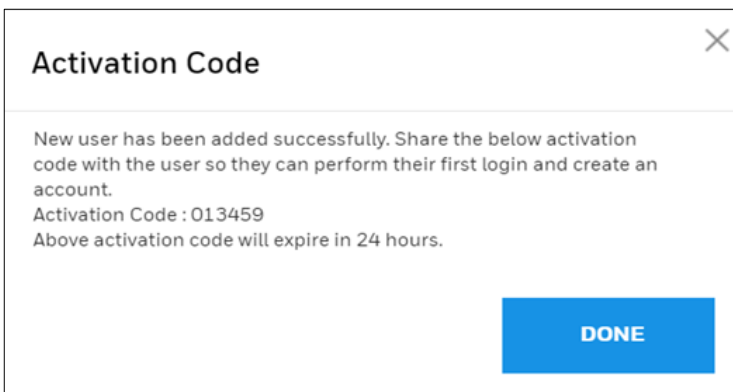 Activation Code
New user has been added successfully. Share the below activation
code with the user so they can perform their first login and create an
account.
Activation Code : 013459
Above activation code will expire in 24 hours.
DONE